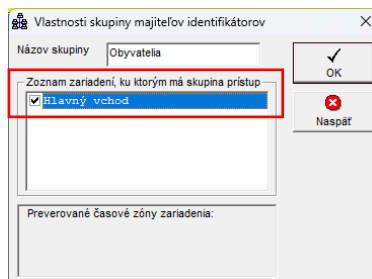 Vlastnosti skupiny majiteľov identifikátorov
Názov skupiny
Obyvatelia
OK
Zoznam zariadení, ku ktorým má skupina prístup
Hlavný vchod
Naspäť
Preverované časové zóny zariadenia: